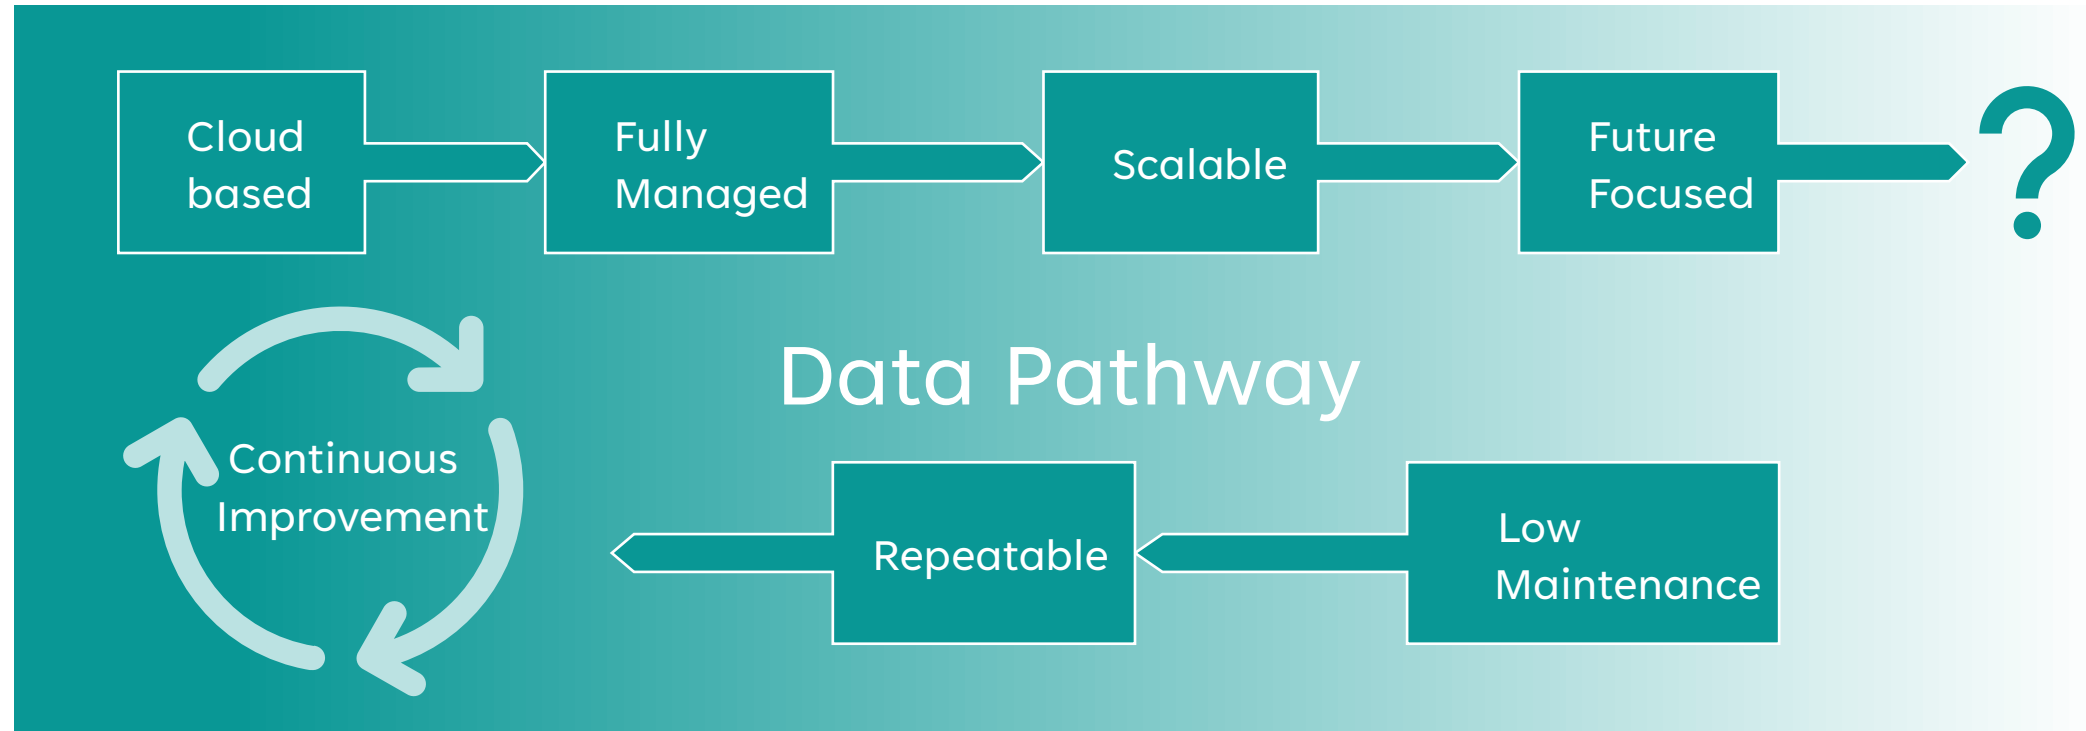 Cloud
based
Fully
Managed
Scalable
Future
Focused
?
Data Pathway
Continuous
Improvement
Repeatable
Low
Maintenance